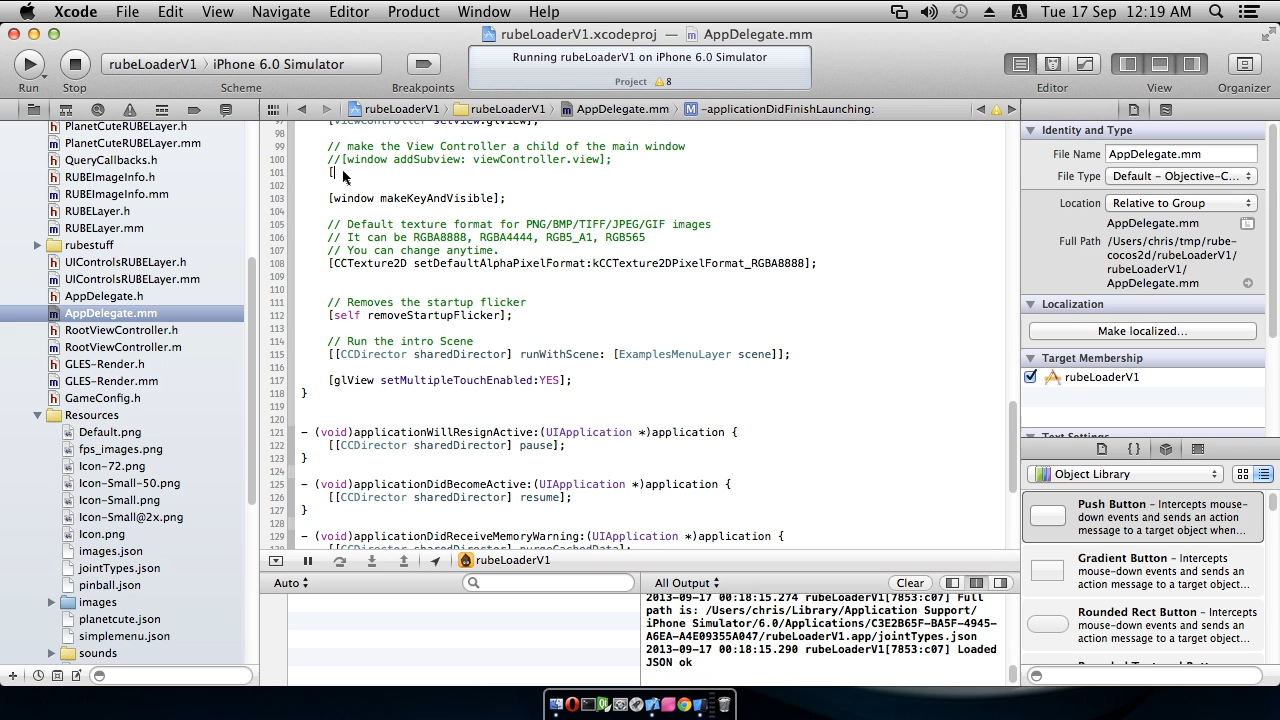 Xcode File Edit View Navigate Editor Product Window Help A Tue 17 Sep 12:19 AM
rubeLoaderV1.xcodeproj — AppDelegate.mm
rubeLoaderV1 〉 iPhone 6.0 Simulator
Running rubeLoaderV1 on iPhone 6.0 Simulator
Project 8
Run Stop Scheme Breakpoints Editor View Organizer
rubeLoaderV1 〉 rubeLoaderV1 〉 AppDelegate.mm 〉 M -applicationDidFinishLaunching:
PlanetCuteRUBELayer.h
PlanetCuteRUBELayer.mm
QueryCallbacks.h
RUBEImageInfo.h
RUBEImageInfo.mm
RUBELayer.h
RUBELayer.mm
rubestuff
UIControlsRUBELayer.h
UIControlsRUBELayer.mm
AppDelegate.h
AppDelegate.mm
RootViewController.h
RootViewController.m
GLES-Render.h
GLES-Render.mm
GameConfig.h
Resources
Default.png
fps_images.png
Icon-72.png
Icon-Small-50.png
Icon-Small.png
Icon-Small@2x.png
Icon.png
images.json
jointTypes.json
pinball.json
images
planetcute.json
simplemenu.json
sounds
97 [viewController setView:glView];
98
99 // make the View Controller a child of the main window
100 //[window addSubview: viewController.view];
101 [
102
103 [window makeKeyAndVisible];
104
105 // Default texture format for PNG/BMP/TIFF/JPEG/GIF images
106 // It can be RGBA8888, RGBA4444, RGB5_A1, RGB565
107 // You can change anytime.
108 [CCTexture2D setDefaultAlphaPixelFormat:kCCTexture2DPixelFormat_RGBA8888];
109
110
111 // Removes the startup flicker
112 [self removeStartupFlicker];
113
114 // Run the intro Scene
115 [[CCDirector sharedDirector] runWithScene: [ExamplesMenuLayer scene]];
116
117 [glView setMultipleTouchEnabled:YES];
118 }
119
120
121 - (void)applicationWillResignActive:(UIApplication *)application {
122 [[CCDirector sharedDirector] pause];
123 }
124
125 - (void)applicationDidBecomeActive:(UIApplication *)application {
126 [[CCDirector sharedDirector] resume];
127 }
128
129 - (void)applicationDidReceiveMemoryWarning:(UIApplication *)application {
[[CCDirector sharedDirector] purgeCachedData];
rubeLoaderV1
Auto
All Output
Clear
2013-09-17 00:18:15.274 rubeLoaderV1[7853:c07] Full
path is: /Users/chris/Library/Application Support/
iPhone Simulator/6.0/Applications/C3E2B65F-BA5F-4945-
A6EA-A4E09355A047/rubeLoaderV1.app/jointTypes.json
2013-09-17 00:18:15.290 rubeLoaderV1[7853:c07] Loaded
JSON ok
Identity and Type
File Name AppDelegate.mm
File Type Default - Objective-C...
Location Relative to Group
AppDelegate.mm
Full Path /Users/chris/tmp/rube-
cocos2d/rubeLoaderV1/
rubeLoaderV1/
AppDelegate.mm
Localization
Make localized...
Target Membership
rubeLoaderV1
Text Settings
Object Library
Push Button – Intercepts mouse-
down events and sends an
action message to a target object when...
Gradient Button – Intercepts
mouse-down events and sends an
action message to a target object...
Rounded Rect Button – Intercepts
mouse-down events and sends an
action message to a target object...